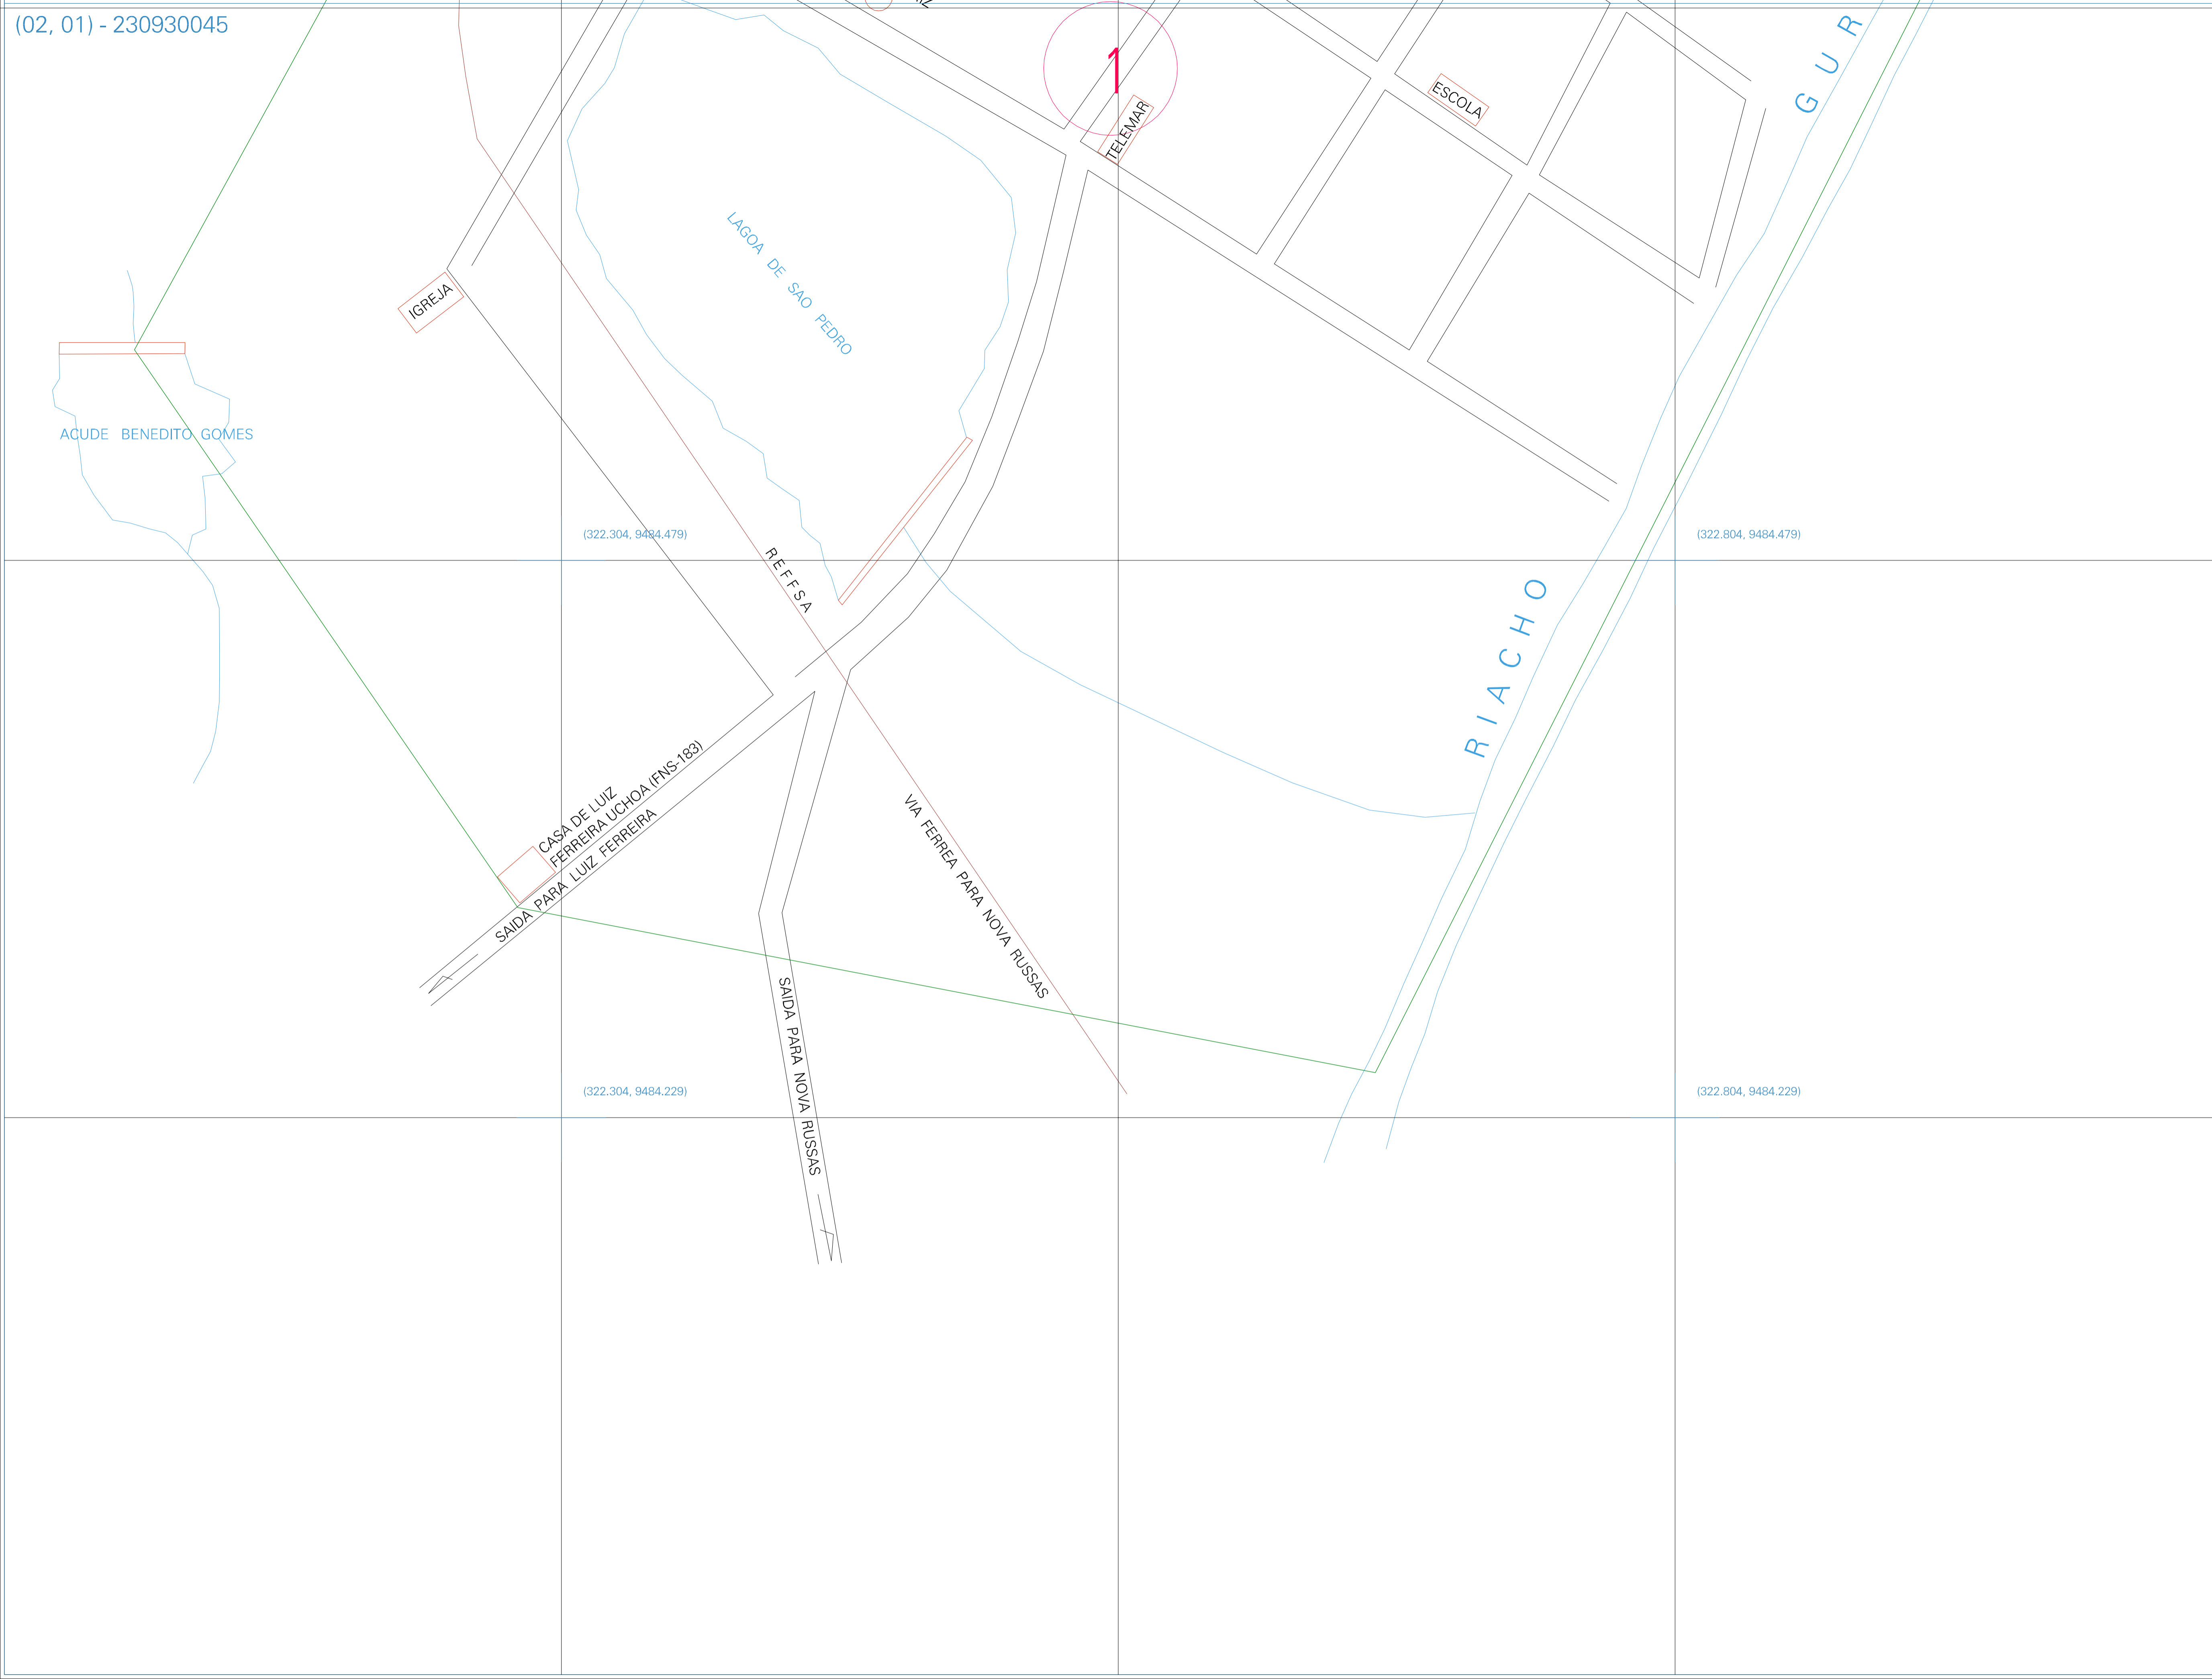 (02, 01) - 230930045
1
TELEMAR
ESCOLA
G U R
LAGOA DE SAO PEDRO
IGREJA
ACUDE BENEDITO GOMES
(322.304, 9484.479)
(322.804, 9484.479)
R E F F S A
RIACHO
CASA DE LUIZ
FERREIRA UCHOA (FNS-183)
SAIDA PARA LUIZ FERREIRA
VIA FERREA PARA NOVA RUSSAS
SAIDA PARA NOVA RUSSAS
(322.304, 9484.229)
(322.804, 9484.229)